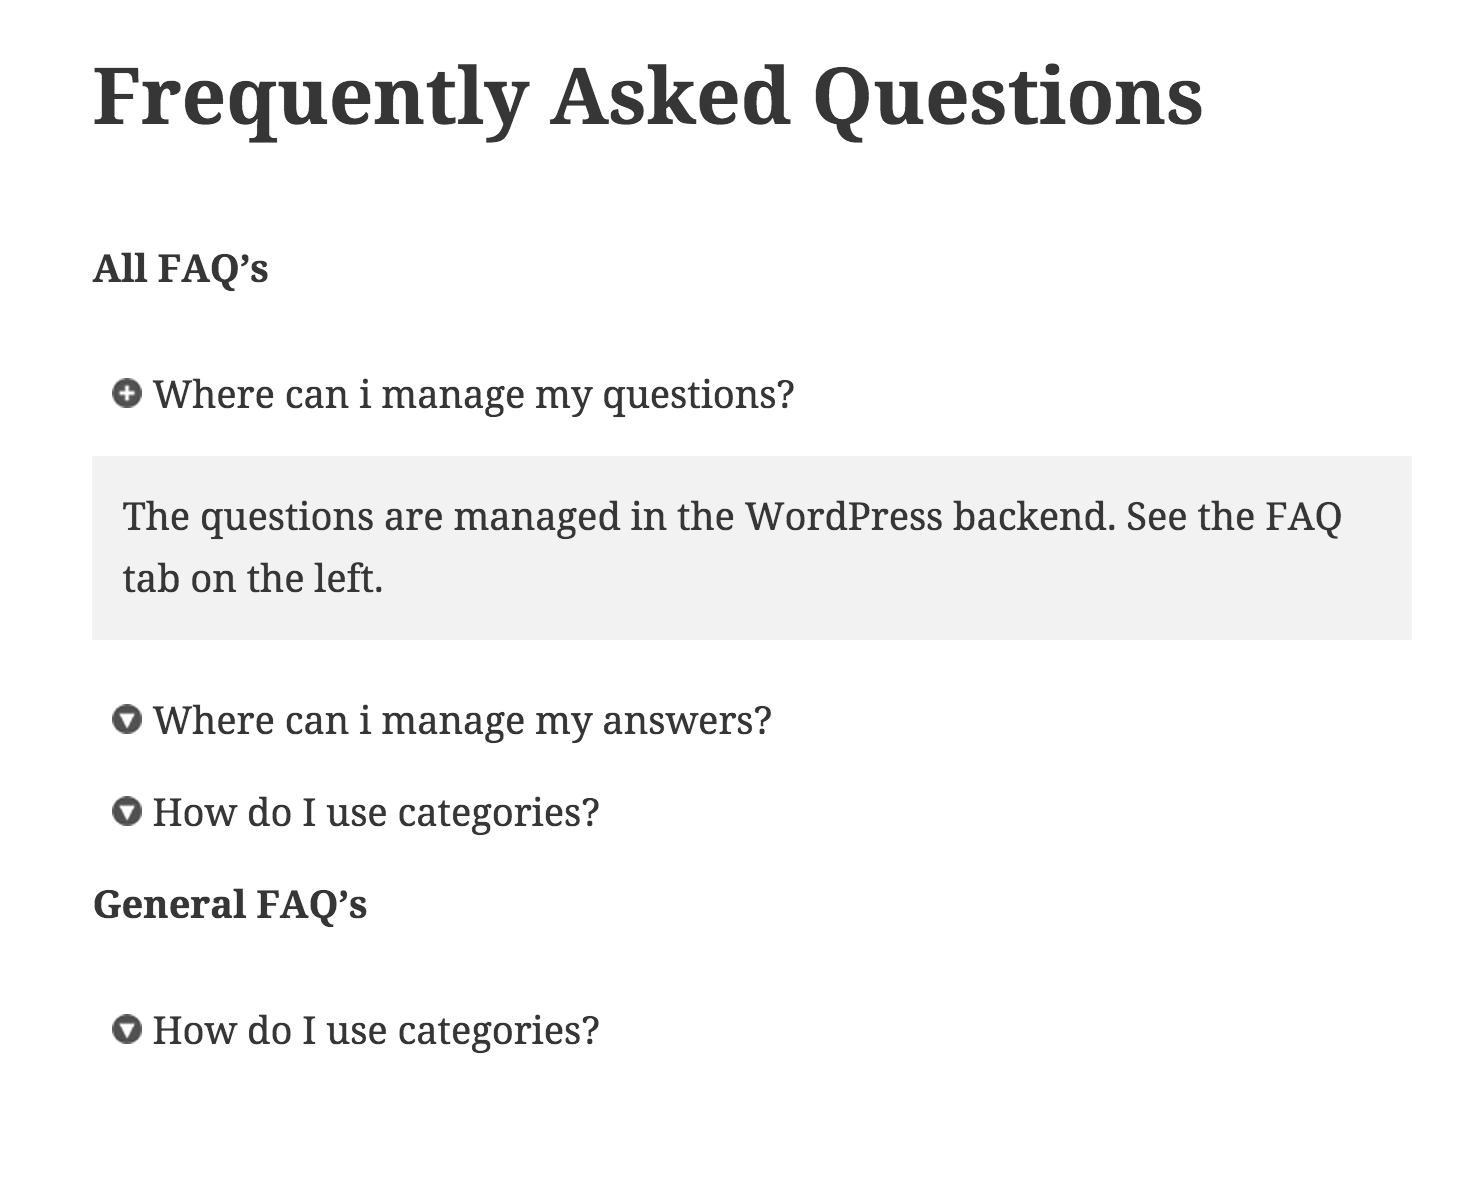 Frequently Asked Questions
All FAQ’s
Where can i manage my questions?
The questions are managed in the WordPress backend. See the FAQ
tab on the left.
Where can i manage my answers?
How do I use categories?
General FAQ’s
How do I use categories?